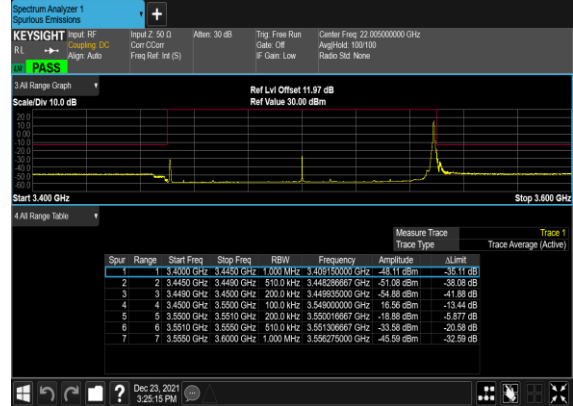 Spectrum Analyzer 1
Spurious Emissions
+
KEYSIGHT Input: RF Input Z: 50 Ω Atten: 30 dB Trig: Free Run Center Freq: 22.005000000 GHz
RL Coupling: DC Corr CCorr Gate: Off Avg|Hold: 100/100
Align: Auto Freq Ref: Int (S) IF Gain: Low Radio Std: None
PASS
3 All Range Graph
Ref Lvl Offset 11.97 dB
Scale/Div 10.0 dB Ref Value 30.00 dBm
20.0
10.0
0.00
-10.0
-20.0
-30.0
-40.0
-50.0
-60.0
Start 3.400 GHz Stop 3.600 GHz
4 All Range Table
Measure Trace Trace 1
Trace Type Trace Average (Active)
Spur Range Start Freq Stop Freq RBW Frequency Amplitude ΔLimit
1 1 3.4000 GHz 3.4450 GHz 1.000 MHz 3.409150000 GHz -48.11 dBm -35.11 dB
2 2 3.4450 GHz 3.4490 GHz 510.0 kHz 3.448286667 GHz -51.08 dBm -38.08 dB
3 3 3.4490 GHz 3.4500 GHz 200.0 kHz 3.449935000 GHz -54.88 dBm -41.88 dB
4 4 3.4500 GHz 3.5500 GHz 100.0 kHz 3.549000000 GHz 16.56 dBm -13.44 dB
5 5 3.5500 GHz 3.5510 GHz 200.0 kHz 3.550016667 GHz -18.88 dBm -5.877 dB
6 6 3.5510 GHz 3.5550 GHz 510.0 kHz 3.551306667 GHz -33.58 dBm -20.58 dB
7 7 3.5550 GHz 3.6000 GHz 1.000 MHz 3.556275000 GHz -45.59 dBm -32.59 dB
? Dec 23, 2021
3:25:15 PM